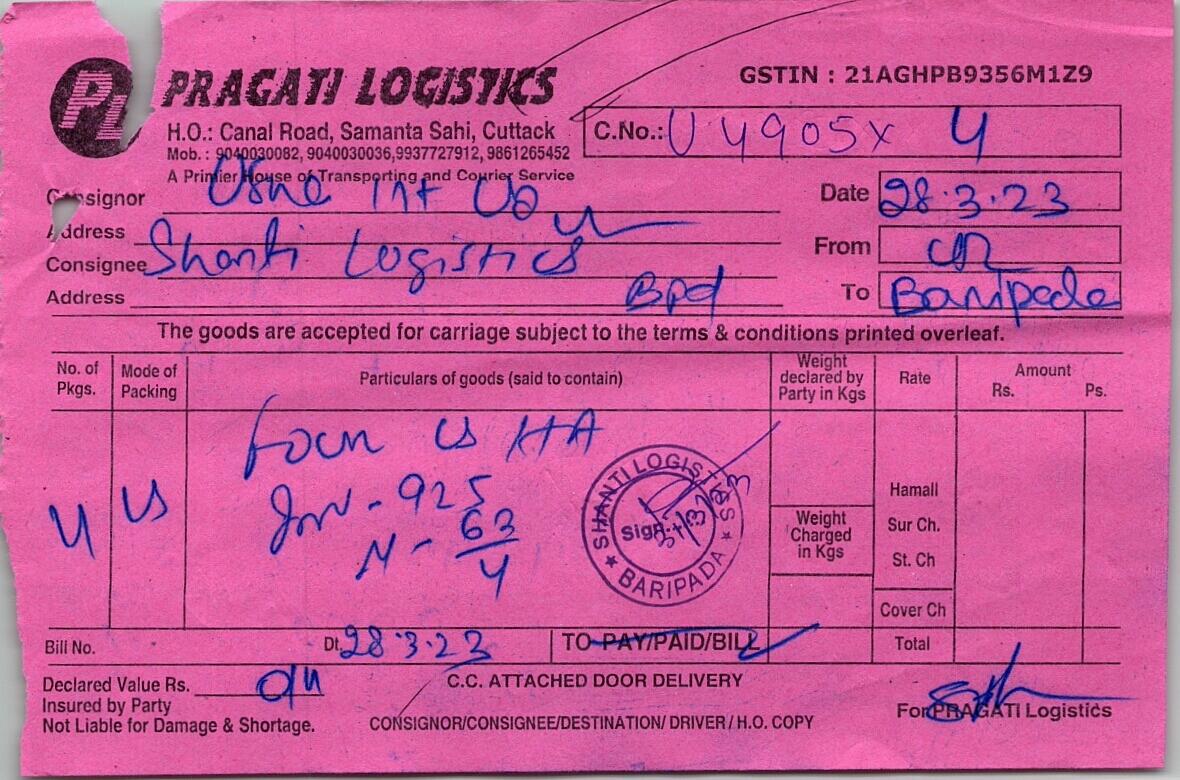 PL PRAGATI LOGISTICS
GSTIN : 21AGHPB9356M1Z9
H.O.: Canal Road, Samanta Sahi, Cuttack
C.No.: U 4905X 4
Mob. : 9040030082, 9040030036,9937727912, 9861265452
A Primier House of Transporting and Courier Service
Consignor Int
Date 28.3.23
Address
From
Consignee Shanti Logistics
Address Bpd
To Baripada
The goods are accepted for carriage subject to the terms & conditions printed overleaf.
No. of Pkgs.
Mode of Packing
Particulars of goods (said to contain)
Weight declared by Party in Kgs
Rate
Amount
Rs. Ps.
4
Inv - 925
N - 63/4
SHANTI LOGISTICS
Sign.
★ BARIPADA ★
Weight Charged in Kgs
Hamali
Sur Ch.
St. Ch
Cover Ch
Bill No. Dt. 28.3.23 TO PAY/PAID/BILL Total
Declared Value Rs.
C.C. ATTACHED DOOR DELIVERY
Insured by Party
For PRAGATI Logistics
Not Liable for Damage & Shortage.
CONSIGNOR/CONSIGNEE/DESTINATION/ DRIVER / H.O. COPY